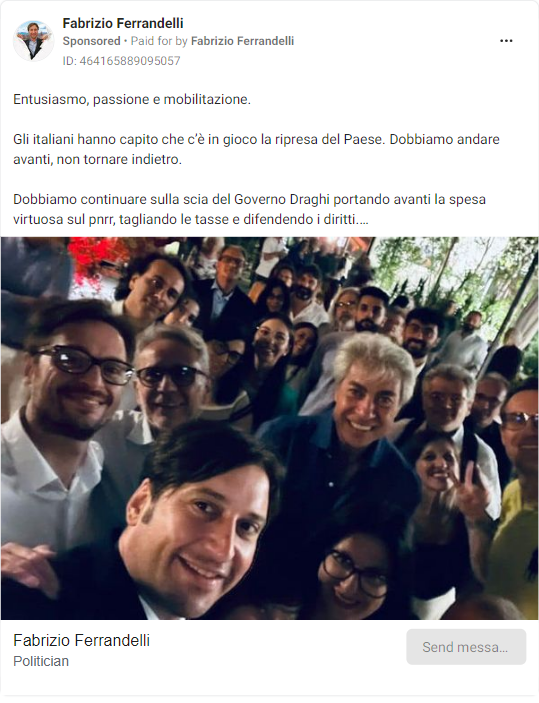 Fabrizio Ferrandelli
Sponsored • Paid for by Fabrizio Ferrandelli
ID: 464165889095057
Entusiasmo, passione e mobilitazione.
Gli italiani hanno capito che c’è in gioco la ripresa del Paese. Dobbiamo andare
avanti, non tornare indietro.
Dobbiamo continuare sulla scia del Governo Draghi portando avanti la spesa
virtuosa sul pnrr, tagliando le tasse e difendendo i diritti....
Fabrizio Ferrandelli
Politician
Send messa...